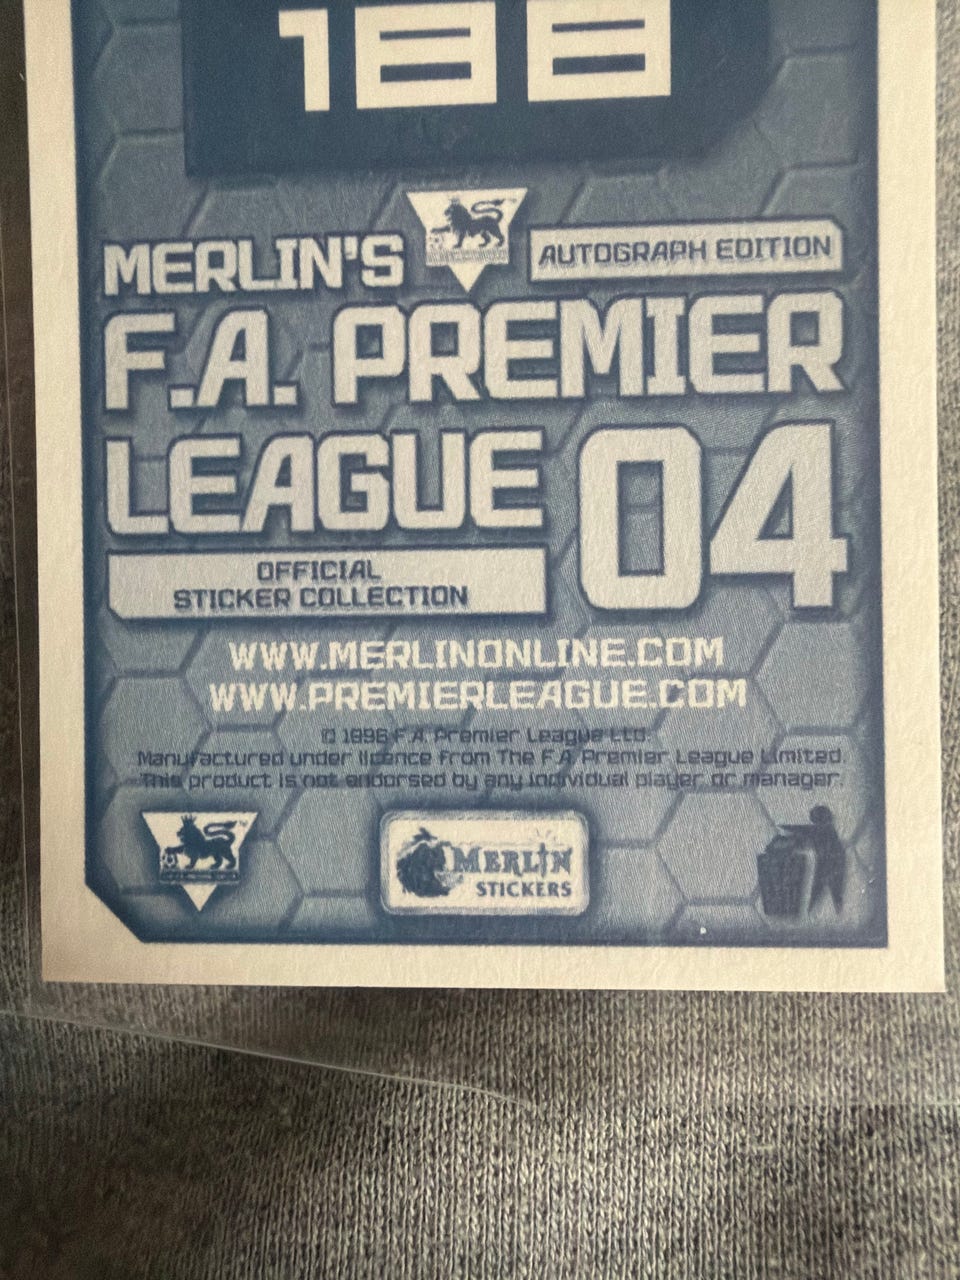 188
MERLIN'S
AUTOGRAPH EDITION
F.A. PREMIER
LEAGUE 04
OFFICIAL
STICKER COLLECTION
WWW.MERLINONLINE.COM
WWW.PREMIERLEAGUE.COM
© 1996 F.A. Premier League LTD.
Manufactured under licence from The F.A. Premier League Limited.
This product is not endorsed by any individual player or manager.
MERLIN
STICKERS